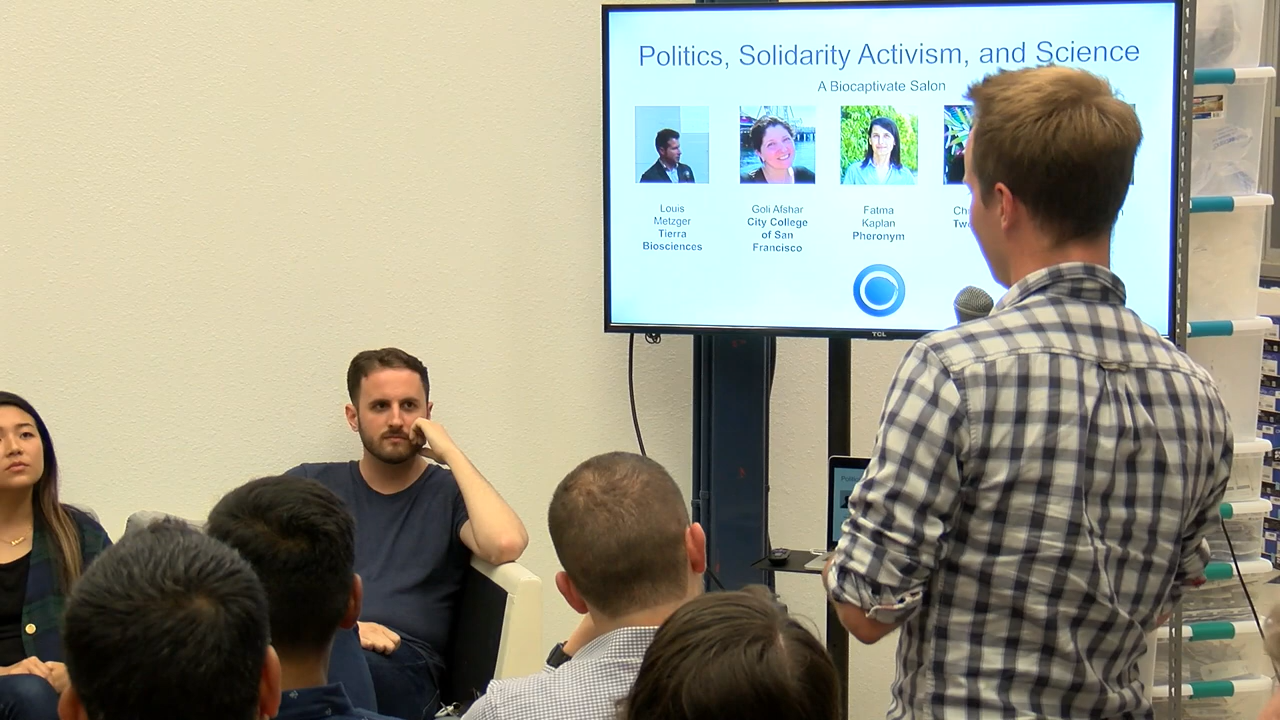 Politics, Solidarity Activism, and Science
A Biocaptivate Salon
Louis
Metzger
Tierra
Biosciences
Goli Afshar
City College
of San
Francisco
Fatma
Kaplan
Pheronym
TCL